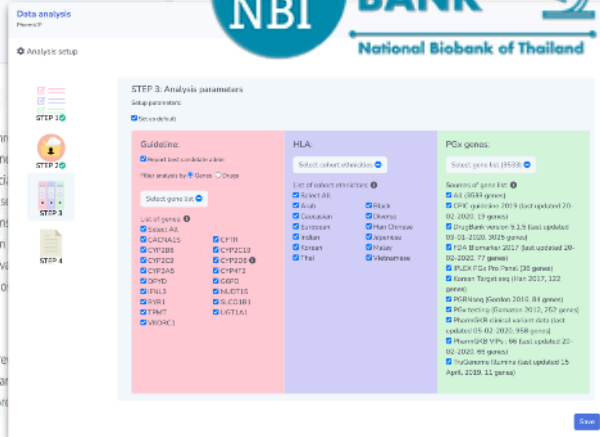 Data analysis
PharmVIP
NBI
BANK
National Biobank of Thailand
Analysis setup
STEP 1
STEP 2
STEP 3
STEP 4
STEP 3: Analysis parameters
Setup parameters:
Set as default
Guideline:
Report best candidate allele
Filter analysis by Genes Drugs
Select gene list
List of genes
Select All
CACNA1S
CFTR
CYP2B6
CYP2C19
CYP2C9
CYP2D6
CYP3A5
CYP4F2
DPYD
G6PD
IFNL3
NUDT15
RYR1
SLCO1B1
TPMT
UGT1A1
VKORC1
HLA:
Select cohort ethnicities
List of cohort ethnicities
Select All
Arab
Black
Caucasian
Diverse
European
Han Chinese
Indian
Japanese
Korean
Malay
Thai
Vietnamese
PGx genes:
Select gene list (3533)
Sources of gene list:
All (3533 genes)
CPIC guideline 2019 (last updated 20-
02-2020, 19 genes)
DrugBank version 5.1.5 (last updated
03-01-2020, 3025 genes)
FDA Biomarker 2017 (last updated 20-
02-2020, 77 genes)
iPLEX PGx Pro Panel (36 genes)
Korean Target seq (Han 2017, 122
genes)
PGRNseq (Gordon 2016, 84 genes)
PGx testing (Gamazon 2012, 252 genes)
PharmGKB clinical variant data (last
updated 05-02-2020, 958 genes)
PharmGKB VIPs : 66 (last updated 20-
02-2020, 66 genes)
TruGenome Illumina (last updated 15
April, 2019, 11 genes)
Save